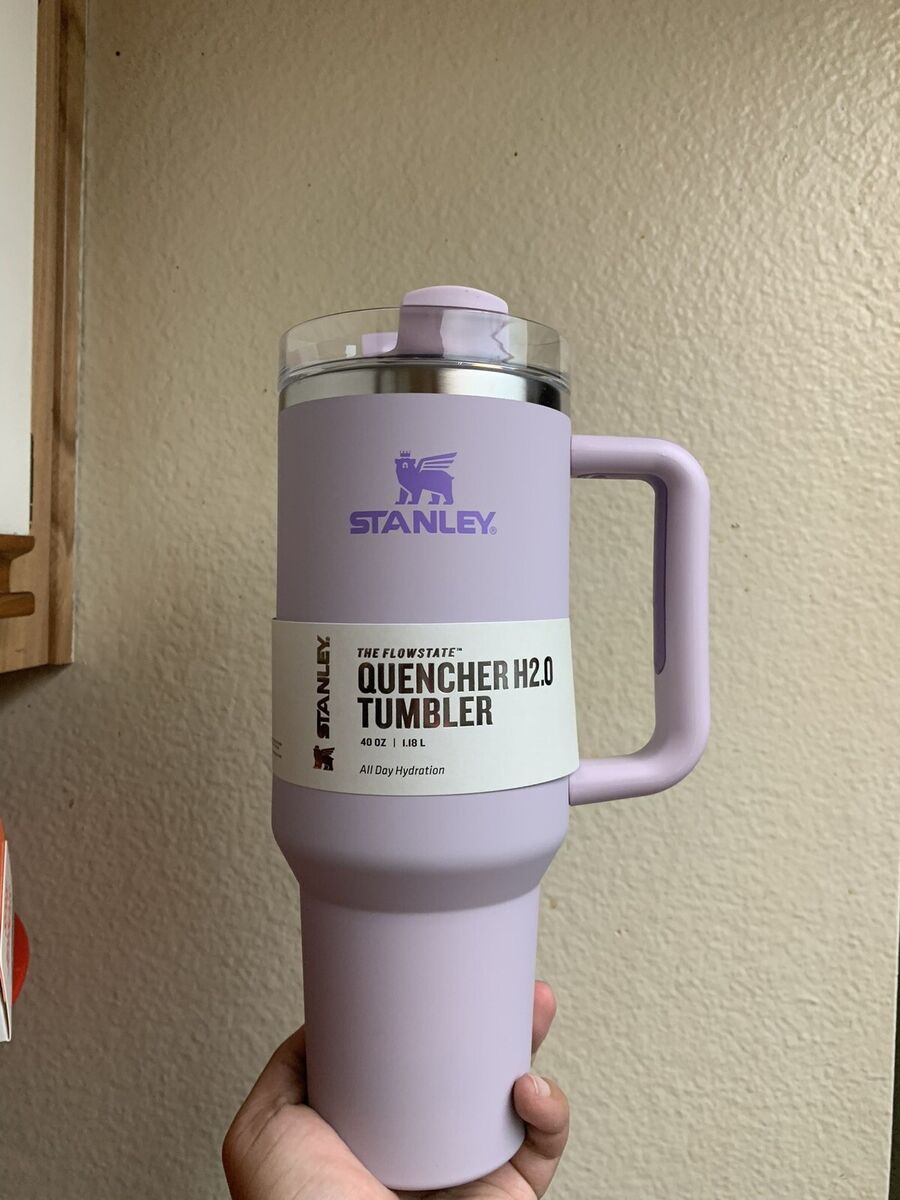 STANLEY®
STANLEY®
THE FLOWSTATE™
QUENCHER H2.0
TUMBLER
40 OZ | 1.18 L
All Day Hydration